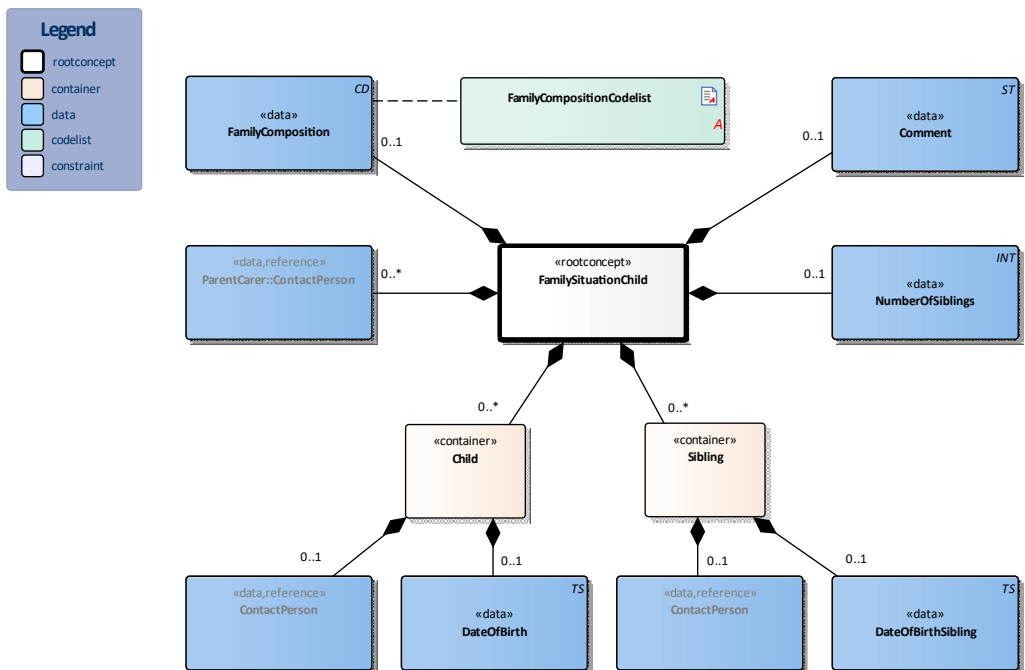 Legend
rootconcept
container
data
codelist
constraint
CD
«data»
FamilyComposition
0..1
FamilyCompositionCodelist
A
ST
«data»
Comment
0..1
«data,reference»
ParentCarer::ContactPerson
0..*
«rootconcept»
FamilySituationChild
INT
«data»
NumberOfSiblings
0..1
0..*
0..*
«container»
Child
«container»
Sibling
0..1
0..1
0..1
0..1
«data,reference»
ContactPerson
TS
«data»
DateOfBirth
«data,reference»
ContactPerson
TS
«data»
DateOfBirthSibling